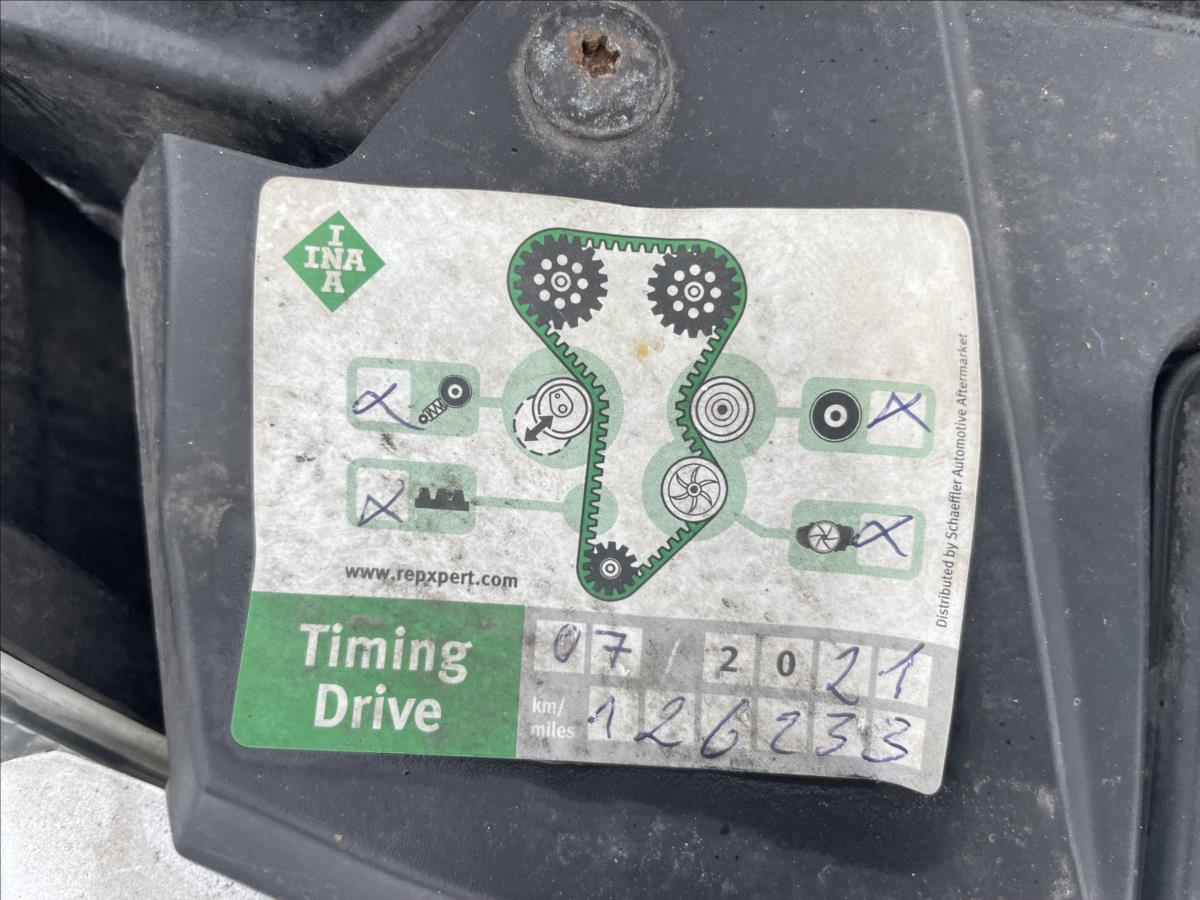 I
INA
A
www.repxpert.com
Distributed by Schaeffler Automotive Aftermarket
Timing
Drive
07 / 2021
km/
miles
126233